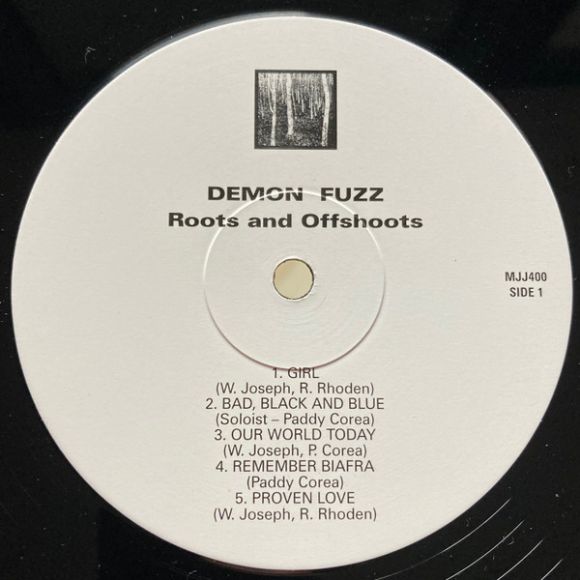 DEMON FUZZ
Roots and Offshoots
MJJ400
SIDE 1
1. GIRL
(W. Joseph, R. Rhoden)
2. BAD, BLACK AND BLUE
(Soloist – Paddy Corea)
3. OUR WORLD TODAY
(W. Joseph, P. Corea)
4. REMEMBER BIAFRA
(Paddy Corea)
5. PROVEN LOVE
(W. Joseph, R. Rhoden)